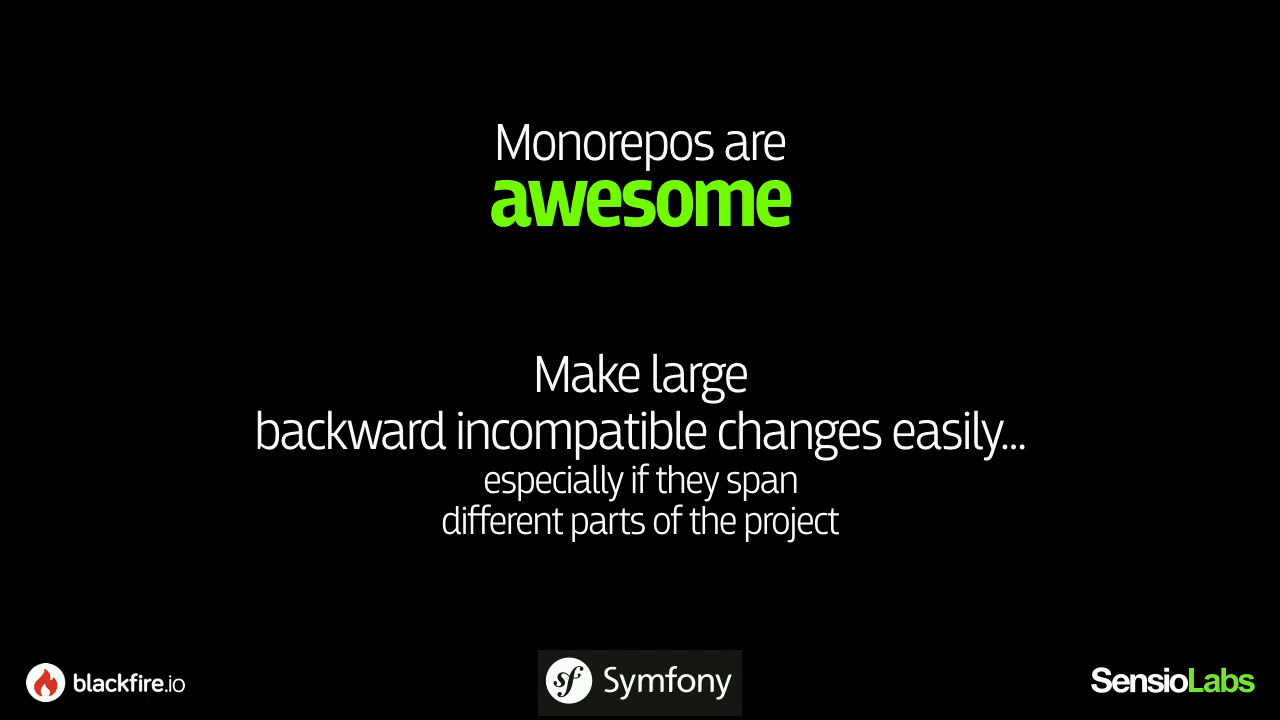 Monorepos are
awesome
Make large
backward incompatible changes easily...
especially if they span
different parts of the project
blackfire.io
sf Symfony
SensioLabs